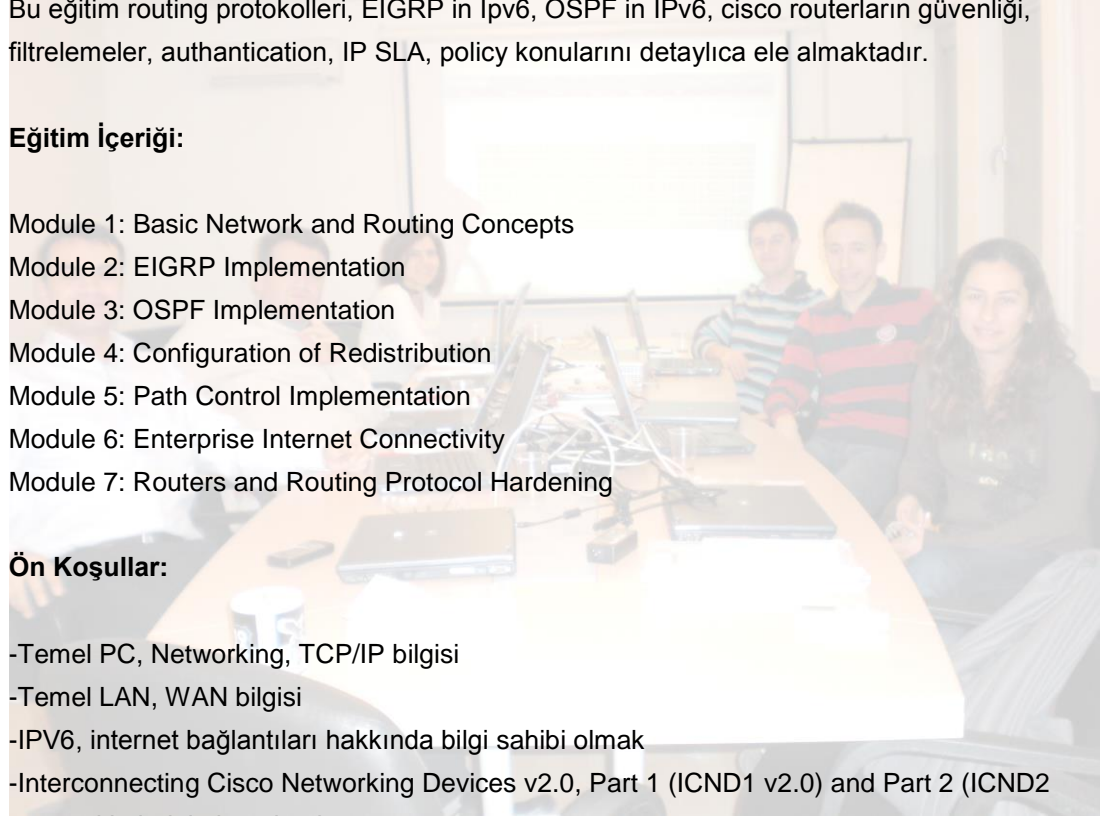 Bu eğitim routing protokolleri, EIGRP in Ipv6, OSPF in IPv6, cisco routerların güvenliği,
filtrelemeler, authantication, IP SLA, policy konularını detaylıca ele almaktadır.
Eğitim İçeriği:
Module 1: Basic Network and Routing Concepts
Module 2: EIGRP Implementation
Module 3: OSPF Implementation
Module 4: Configuration of Redistribution
Module 5: Path Control Implementation
Module 6: Enterprise Internet Connectivity
Module 7: Routers and Routing Protocol Hardening
Ön Koşullar:
-Temel PC, Networking, TCP/IP bilgisi
-Temel LAN, WAN bilgisi
-IPV6, internet bağlantıları hakkında bilgi sahibi olmak
-Interconnecting Cisco Networking Devices v2.0, Part 1 (ICND1 v2.0) and Part 2 (ICND2